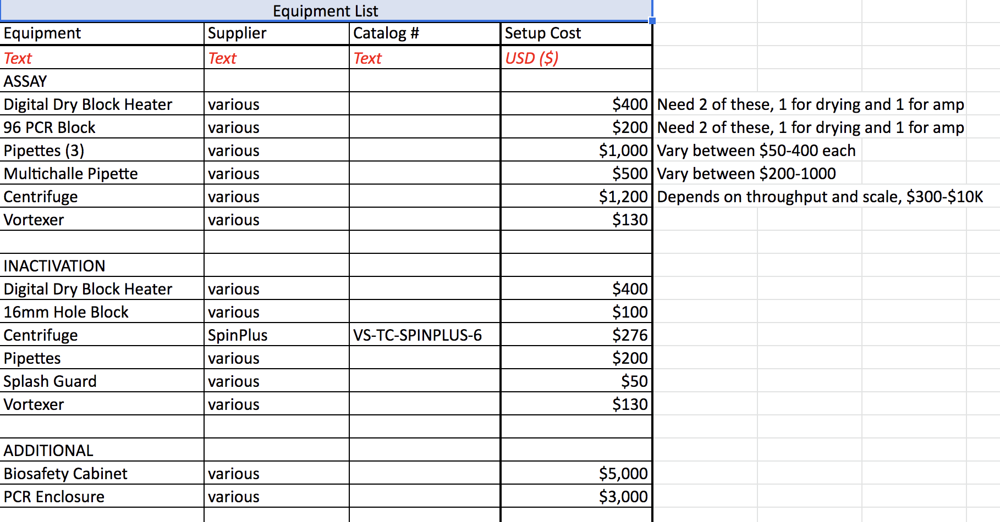 Equipment List
Equipment Supplier Catalog # Setup Cost
Text Text Text USD ($)
ASSAY
Digital Dry Block Heater various $400 Need 2 of these, 1 for drying and 1 for amp
96 PCR Block various $200 Need 2 of these, 1 for drying and 1 for amp
Pipettes (3) various $1,000 Vary between $50-400 each
Multichalle Pipette various $500 Vary between $200-1000
Centrifuge various $1,200 Depends on throughput and scale, $300-$10K
Vortexer various $130
INACTIVATION
Digital Dry Block Heater various $400
16mm Hole Block various $100
Centrifuge SpinPlus VS-TC-SPINPLUS-6 $276
Pipettes various $200
Splash Guard various $50
Vortexer various $130
ADDITIONAL
Biosafety Cabinet various $5,000
PCR Enclosure various $3,000